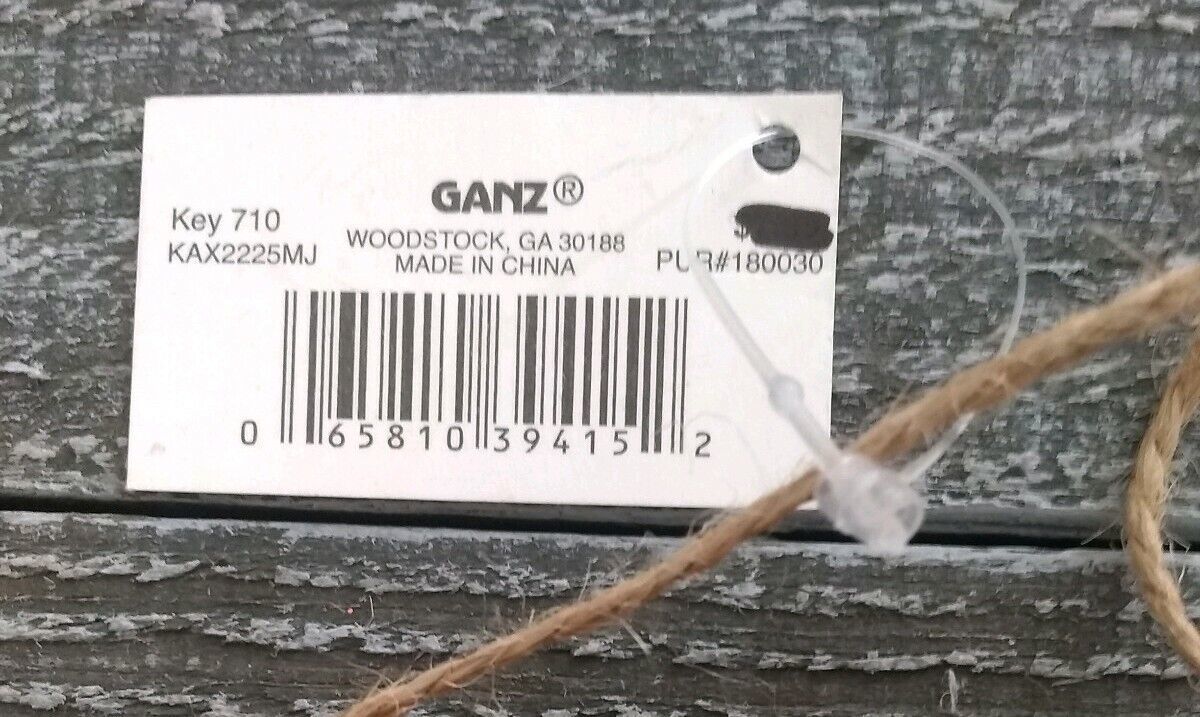 GANZ®
Key 710
WOODSTOCK, GA 30188
$
KAX2225MJ
MADE IN CHINA
PUR#180030
0 65810 39415 2